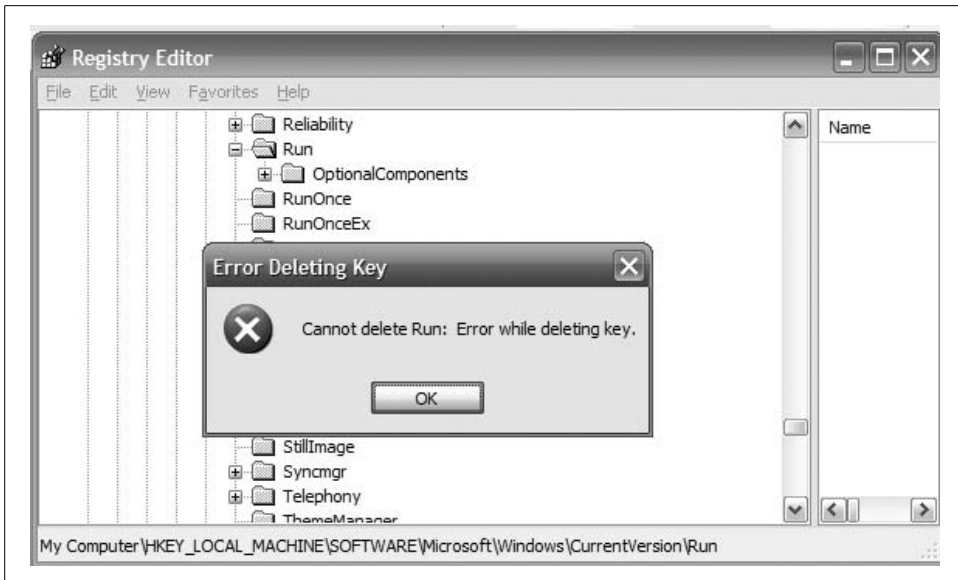 Registry Editor
File Edit View Favorites Help
Reliability
Name
Run
OptionalComponents
RunOnce
RunOnceEx
Error Deleting Key
Cannot delete Run: Error while deleting key.
OK
StillImage
Syncmgr
Telephony
ThemeManager
My Computer\HKEY_LOCAL_MACHINE\SOFTWARE\Microsoft\Windows\CurrentVersion\Run